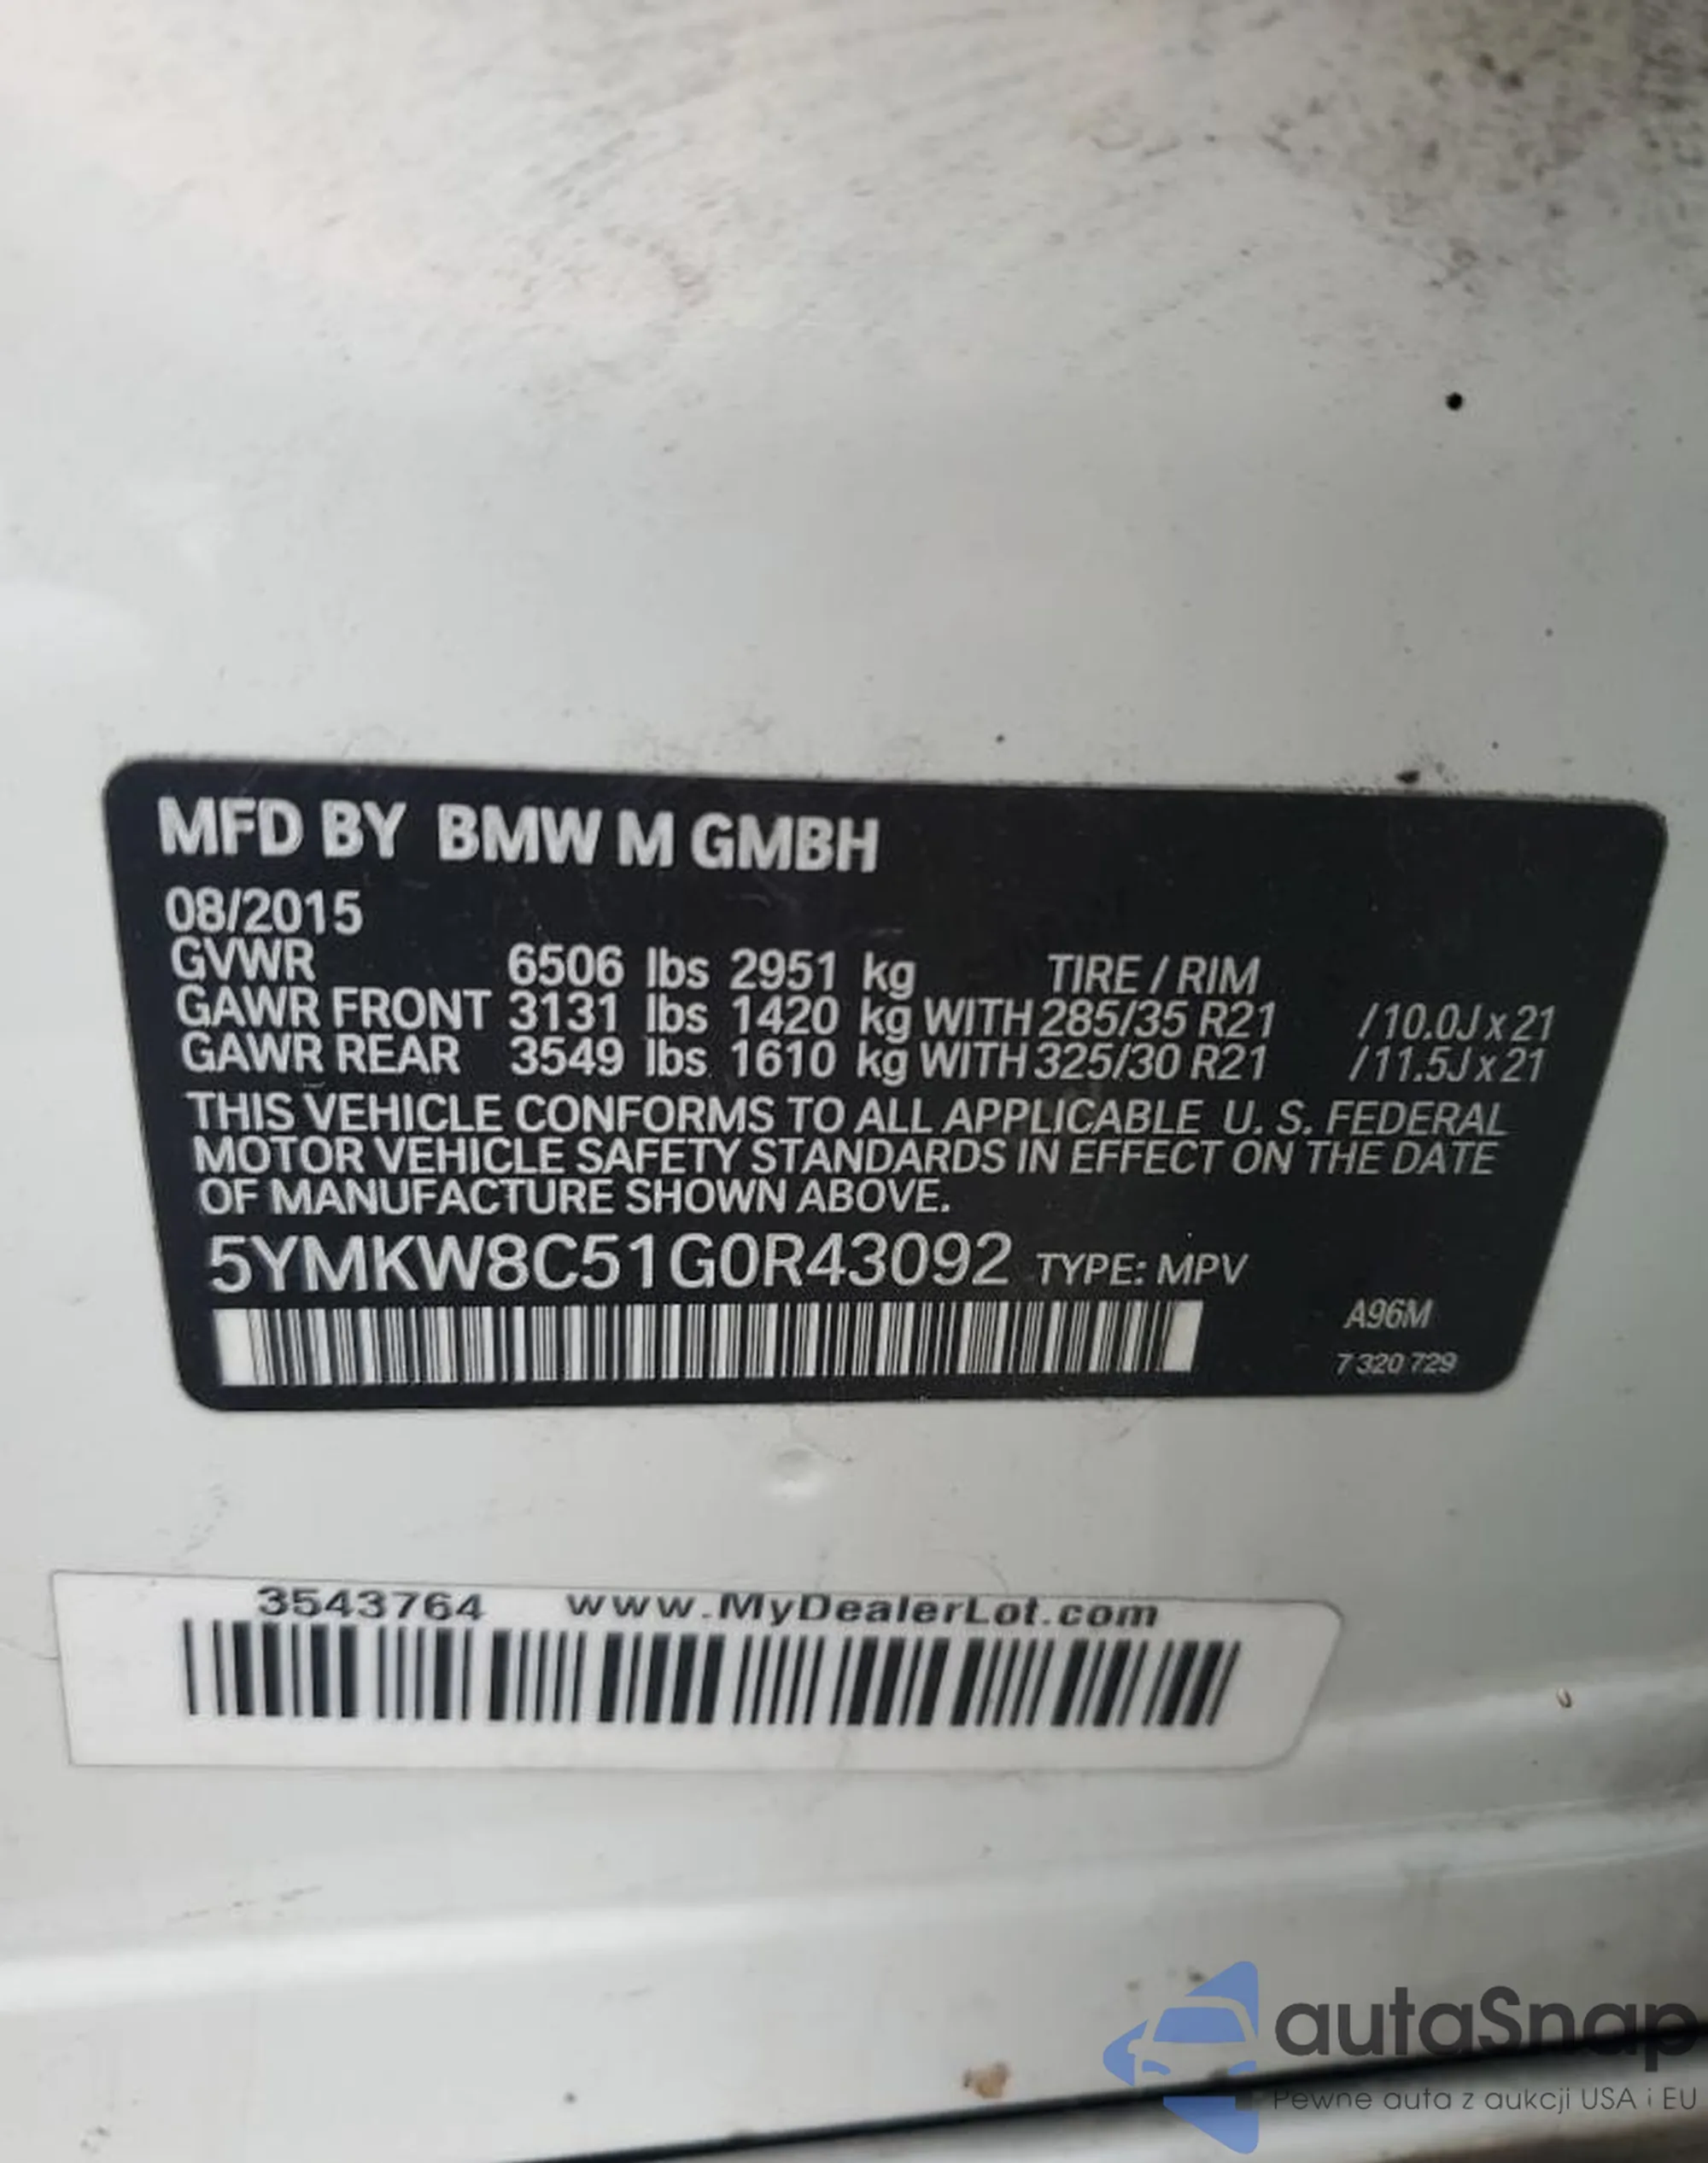 MFD BY BMW M GMBH
08/2015
GVWR 6506 lbs 2951 kg TIRE / RIM
GAWR FRONT 3131 lbs 1420 kg WITH 285/35 R21 /10.0J x 21
GAWR REAR 3549 lbs 1610 kg WITH 325/30 R21 /11.5J x 21
THIS VEHICLE CONFORMS TO ALL APPLICABLE U. S. FEDERAL
MOTOR VEHICLE SAFETY STANDARDS IN EFFECT ON THE DATE
OF MANUFACTURE SHOWN ABOVE.
5YMKW8C51G0R43092 TYPE: MPV
A96M
7 320 729
3543764 www.MyDealerLot.com
autaSnap
Pewne auta z aukcji USA i EU